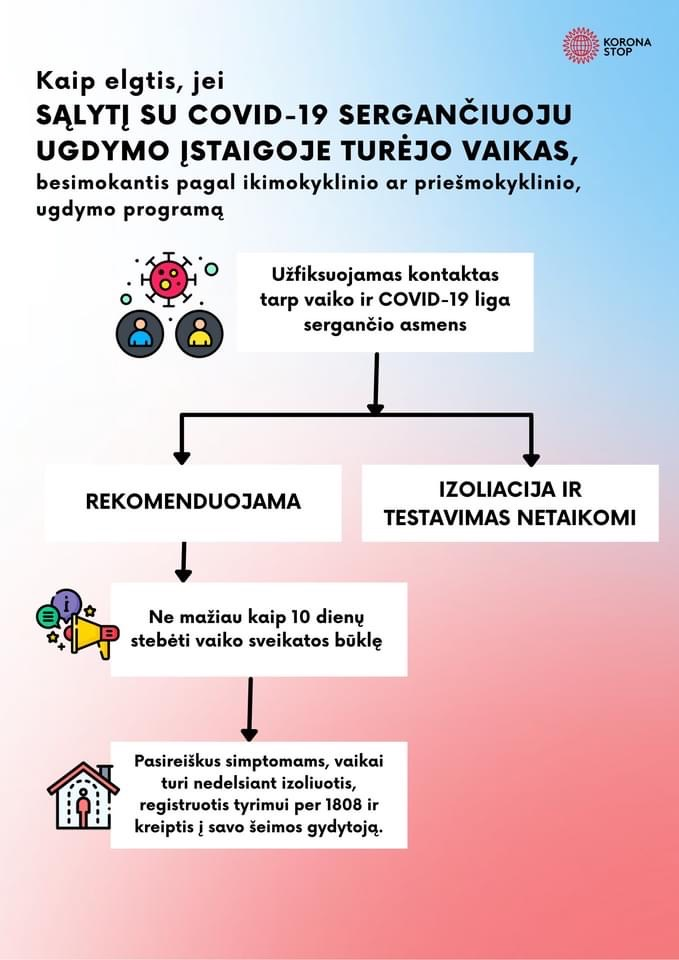 KORONA
STOP
Kaip elgtis, jei
SĄLYTĮ SU COVID-19 SERGANČIUOJU
UGDYMO ĮSTAIGOJE TURĖJO VAIKAS,
besimokantis pagal ikimokyklinio ar priešmokyklinio,
ugdymo programą
Užfiksuojamas kontaktas
tarp vaiko ir COVID-19 liga
sergančio asmens
REKOMENDUOJAMA
IZOLIACIJA IR
TESTAVIMAS NETAIKOMI
Ne mažiau kaip 10 dienų
stebėti vaiko sveikatos būklę
Pasireiškus simptomams, vaikai
turi nedelsiant izoliuotis,
registruotis tyrimui per 1808 ir
kreiptis į savo šeimos gydytoją.